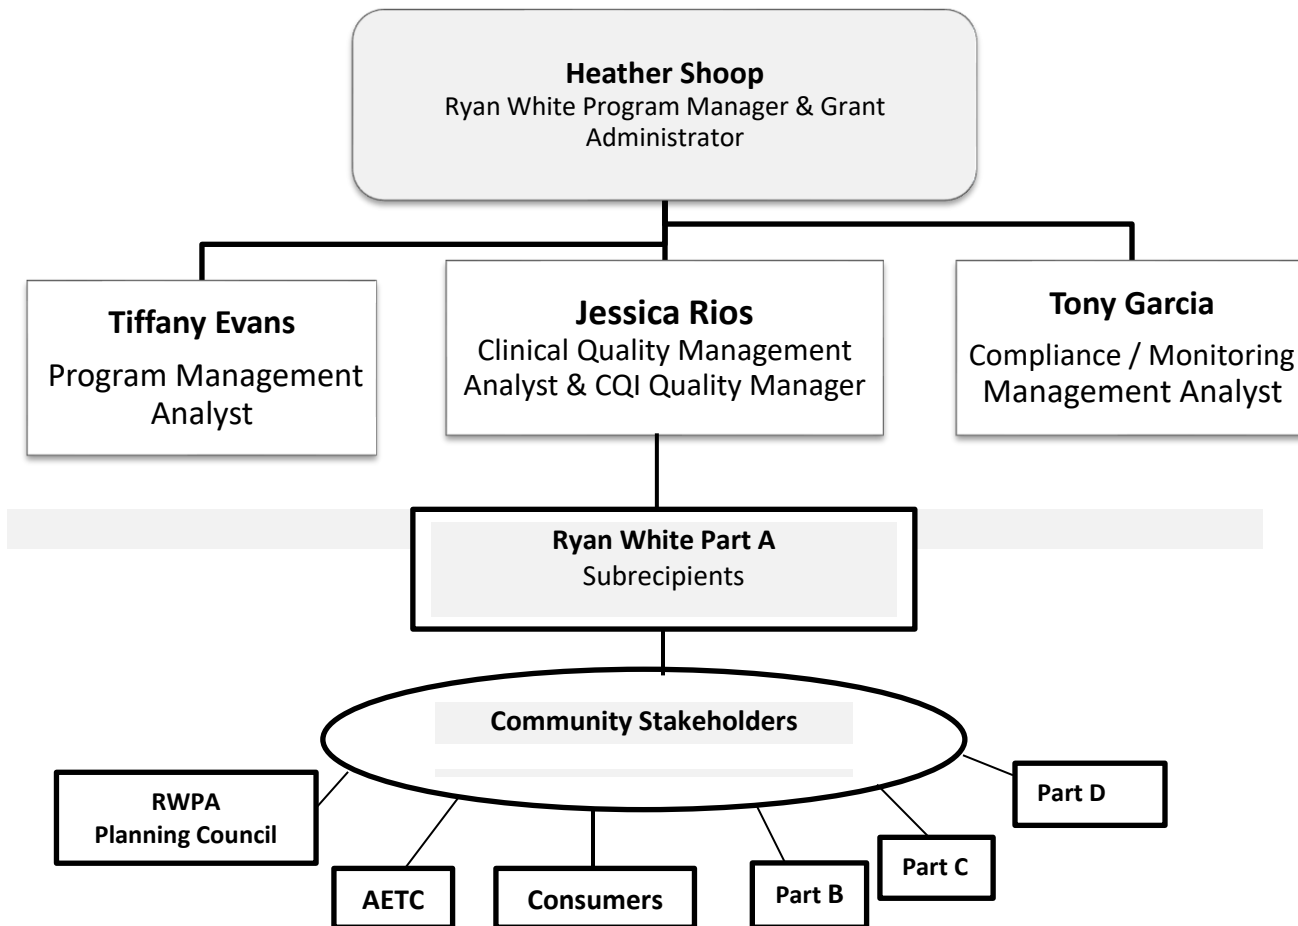 Heather Shoop
Ryan White Program Manager & Grant
Administrator
Tiffany Evans
Program Management
Analyst
Jessica Rios
Clinical Quality Management
Analyst & CQI Quality Manager
Tony Garcia
Compliance / Monitoring
Management Analyst
Ryan White Part A
Subrecipients
Community Stakeholders
RWPA
Planning Council
AETC
Consumers
Part B
Part C
Part D